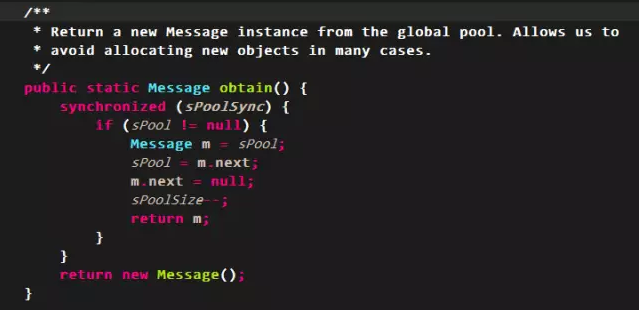 /**
 * Return a new Message instance from the global pool. Allows us to
 * avoid allocating new objects in many cases.
 */
public static Message obtain() {
    synchronized (sPoolSync) {
        if (sPool != null) {
            Message m = sPool;
            sPool = m.next;
            m.next = null;
            sPoolSize--;
            return m;
        }
    }
    return new Message();
}